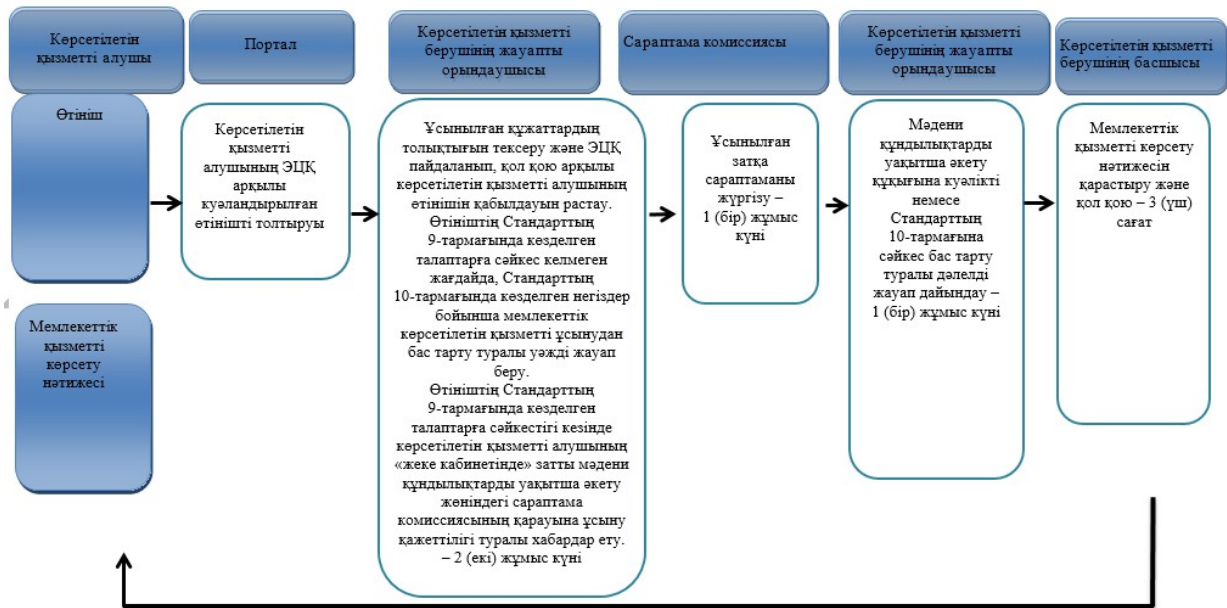 Көрсетілетін
қызметті алушы
Портал
Көрсетілетін қызметті
берушінің жауапты
орындаушысы
Сараптама комиссиясы
Көрсетілетін қызметті
берушінің жауапты
орындаушысы
Көрсетілетін қызметті
берушінің басшысы
Өтініш
Мемлекеттік
қызметті
көрсету
нәтижесі
Көрсетілетін
қызметті
алушының ЭЦҚ
арқылы
куәландырылған
өтінішті толтыруы
Ұсынылған құжаттардың
толықтығын тексеру және ЭЦҚ
пайдаланып, қол қою арқылы
көрсетілетін қызметті алушының
өтінішін қабылдауын растау.
Өтініштің Стандарттың
9-тармағында көзделген
талаптарға сәйкес келмеген
жағдайда, Стандарттың
10-тармағында көзделген негіздер
бойынша мемлекеттік
көрсетілетін қызметті ұсынудан
бас тарту туралы уәжді жауап
беру.
Өтініштің Стандарттың
9-тармағында көзделген
талаптарға сәйкестігі кезінде
көрсетілетін қызметті алушының
«жеке кабинетінде» затты мәдени
құндылықтарды уақытша әкету
жөніндегі сараптама
комиссиясының қарауына ұсыну
қажеттілігі туралы хабардар ету.
– 2 (екі) жұмыс күні
Ұсынылған
затқа
сараптаманы
жүргізу –
1 (бір) жұмыс
күні
Мәдени
құндылықтарды
уақытша әкету
құқығына куәлікті
немесе
Стандарттың
10-тармағына
сәйкес бас тарту
туралы дәлелді
жауап дайындау –
1 (бір) жұмыс күні
Мемлекеттік
қызметті көрсету
нәтижесін
қарастыру және
қол қою – 3 (үш)
сағат